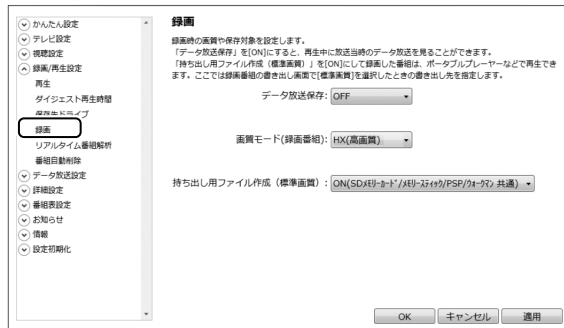 かんたん設定
テレビ設定
視聴設定
録画/再生設定
再生
ダイジェスト再生時間
保存先ドライブ
録画
リアルタイム番組解析
番組自動削除
データ放送設定
詳細設定
番組表設定
お知らせ
情報
設定初期化
録画
録画時の画質や保存対象を設定します。
「データ放送保存」を[ON]にすると、再生中に放送当時のデータ放送を見ることができます。
「持ち出し用ファイル作成（標準画質）」を[ON]にして録画した番組は、ポータブルプレーヤーなどで再生でき
ます。ここでは録画番組の書き出し画面で[標準画質]を選択したときの書き出し先を指定します。
データ放送保存: OFF
画質モード(録画番組): HX(高画質)
持ち出し用ファイル作成（標準画質）: ON(SDﾒﾓﾘｰｶｰﾄﾞ/ﾒﾓﾘｰｽﾃｨｯｸ/PSP/ｳｫｰｸﾏﾝ 共通)
OK キャンセル 適用